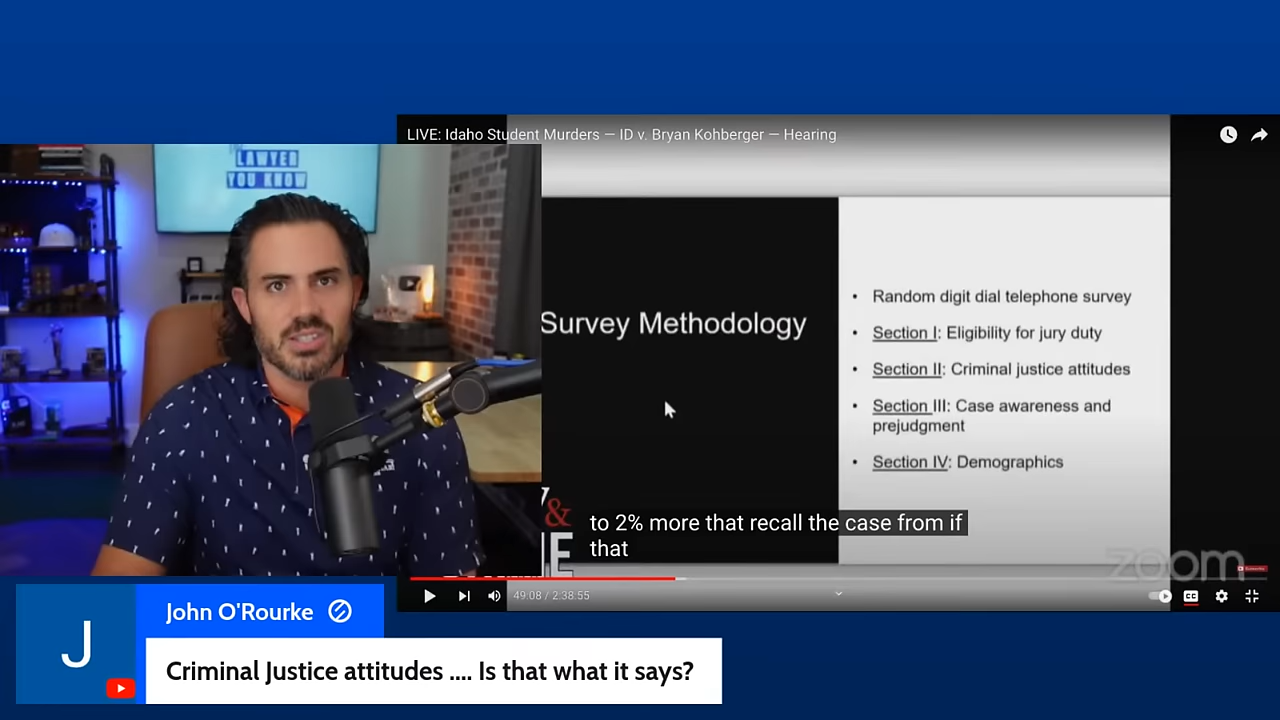 LIVE: Idaho Student Murders — ID v. Bryan Kohberger — Hearing
LAWYER
YOU KNOW
Survey Methodology
• Random digit dial telephone survey
• Section I: Eligibility for jury duty
• Section II: Criminal justice attitudes
• Section III: Case awareness and
prejudgment
• Section IV: Demographics
&
to 2% more that recall the case from if
that
zoom
49:08 / 2:38:55
CC
J
John O'Rourke
Criminal Justice attitudes .... Is that what it says?